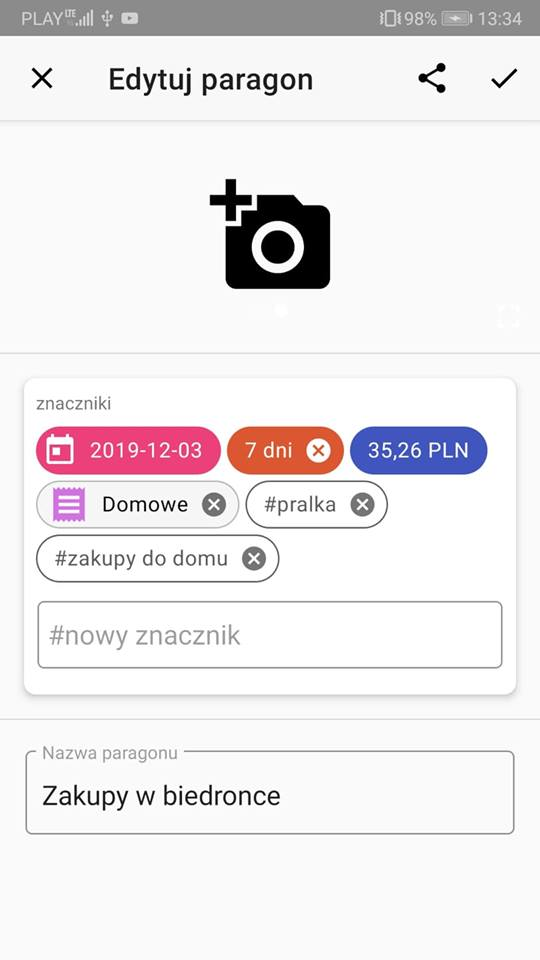 PLAY LTE 98% 13:34
Edytuj paragon
znaczniki
2019-12-03 7 dni 35,26 PLN
Domowe #pralka
#zakupy do domu
#nowy znacznik
Nazwa paragonu
Zakupy w biedronce